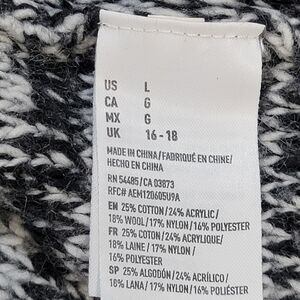 US L
CA G
MX G
UK 16 - 18
MADE IN CHINA/FABRIQUÉ EN CHINE/
HECHO EN CHINA
RN 54485/CA 03873
RFC# AEM120605U9A
EN 25% COTTON/24% ACRYLIC/
18% WOOL/17% NYLON/16% POLYESTER
FR 25% COTON/24% ACRYLIQUE/
18% LAINE/17% NYLON/
16% POLYESTER
SP 25% ALGODÓN/24% ACRÍLICO/
18% LANA/17% NYLON/16% POLIÉSTER